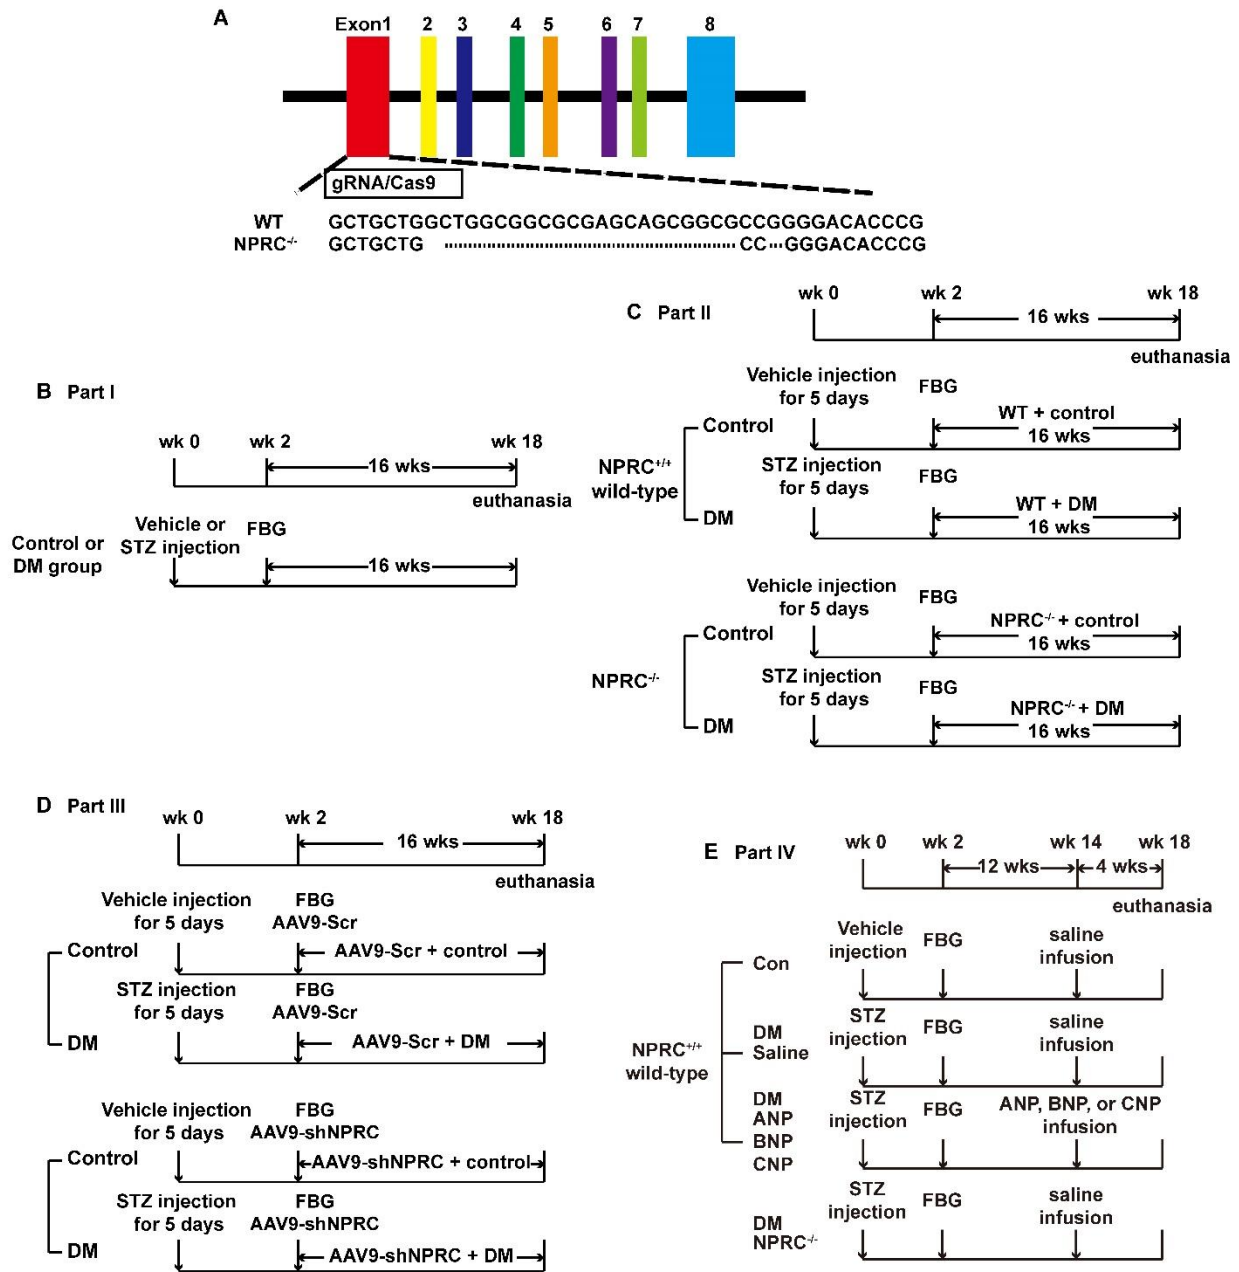 A
Exon1 2 3 4 5 6 7 8
gRNA/Cas9
WT GCTGCTGGCTGGCGGCGCGAGCAGCGGCGCCGGGGACACCCG
NPRC-/- GCTGCTG CC GGGACACCCG
B Part I
wk 0 wk 2 wk 18
16 wks
euthanasia
Control or
DM group
Vehicle or
STZ injection
FBG
16 wks
C Part II
wk 0 wk 2 wk 18
16 wks
euthanasia
NPRC+/+
wild-type
Control
Vehicle injection
for 5 days
FBG
WT + control
16 wks
DM
STZ injection
for 5 days
FBG
WT + DM
16 wks
NPRC-/-
Control
Vehicle injection
for 5 days
FBG
NPRC-/- + control
16 wks
DM
STZ injection
for 5 days
FBG
NPRC-/- + DM
16 wks
D Part III
wk 0 wk 2 wk 18
16 wks
euthanasia
Control
Vehicle injection
for 5 days
FBG
AAV9-Scr
AAV9-Scr + control
DM
STZ injection
for 5 days
FBG
AAV9-Scr
AAV9-Scr + DM
Control
Vehicle injection
for 5 days
FBG
AAV9-shNPRC
AAV9-shNPRC + control
DM
STZ injection
for 5 days
FBG
AAV9-shNPRC
AAV9-shNPRC + DM
E Part IV
wk 0 wk 2 wk 14 wk 18
12 wks 4 wks
euthanasia
NPRC+/+
wild-type
Con
Vehicle
injection
FBG
saline
infusion
DM
Saline
STZ
injection
FBG
saline
infusion
DM
ANP
BNP
CNP
STZ
injection
FBG
ANP, BNP, or CNP
infusion
DM
NPRC-/-
STZ
injection
FBG
saline
infusion